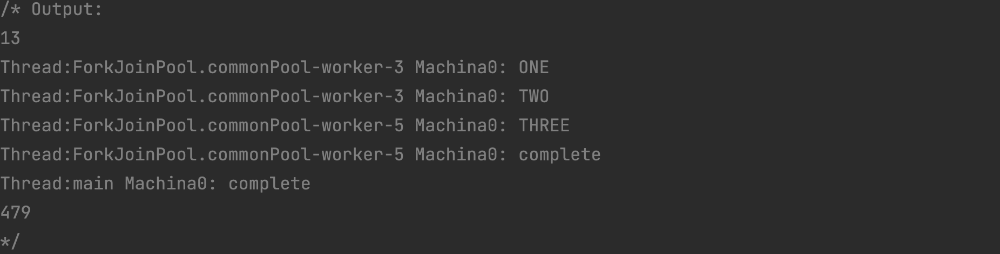 /* Output:
13
Thread:ForkJoinPool.commonPool-worker-3 Machina0: ONE
Thread:ForkJoinPool.commonPool-worker-3 Machina0: TWO
Thread:ForkJoinPool.commonPool-worker-5 Machina0: THREE
Thread:ForkJoinPool.commonPool-worker-5 Machina0: complete
Thread:main Machina0: complete
479
*/